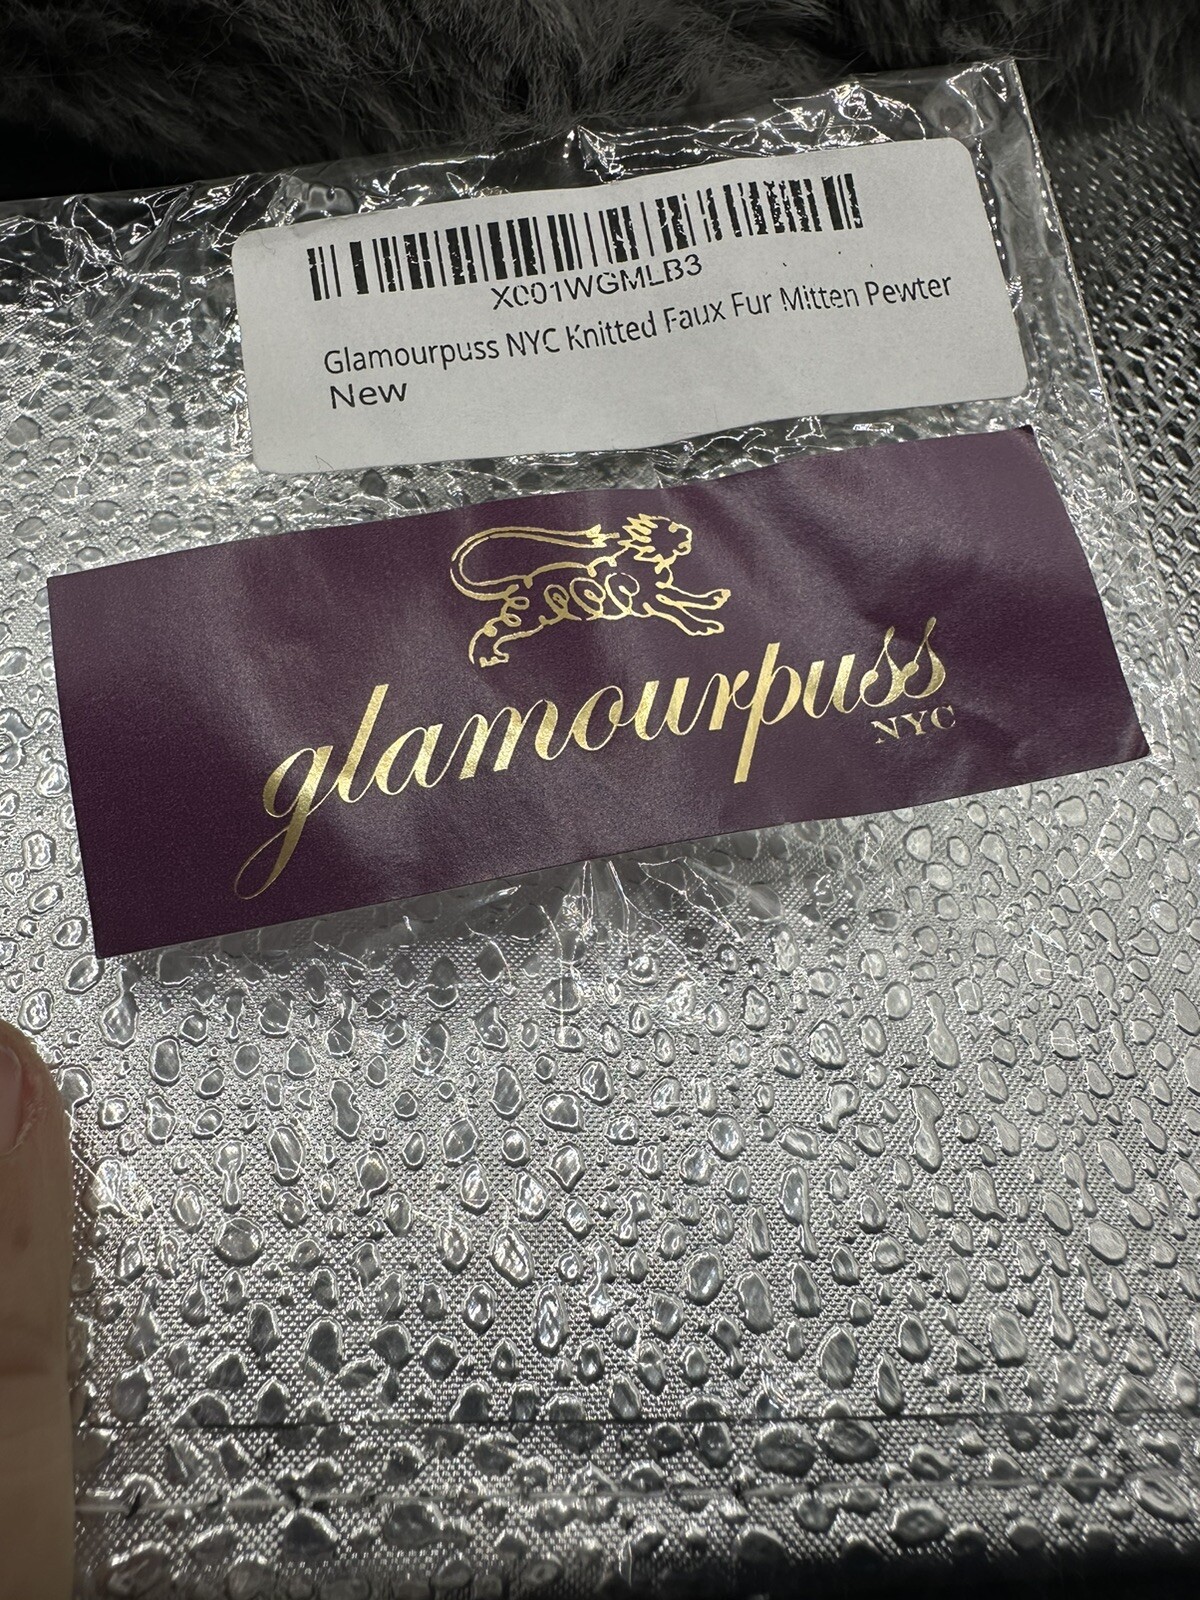 X001WGMLB3
Glamourpuss NYC Knitted Faux Fur Mitten Pewter
New
glamourpuss
NYC